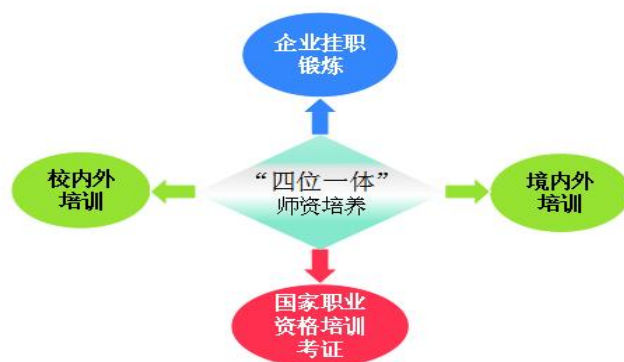 企业挂职
锻炼
校内外
培训
“四位一体”
师资培养
境内外
培训
国家职业
资格培训
考证